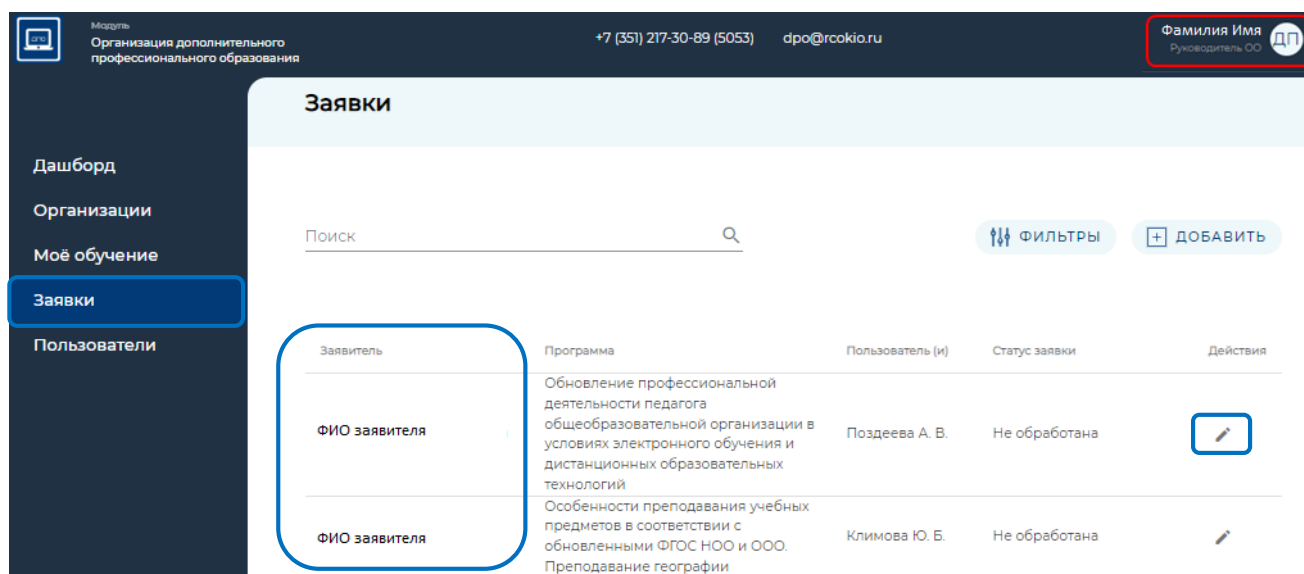 ДПО
Модуль
Организация дополнительного
профессионального образования
+7 (351) 217-30-89 (5053)
dpo@rcokio.ru
Фамилия Имя
Руководитель ОО
ДП
Заявки
Дашборд
Организации
Моё обучение
Заявки
Пользователи
Поиск
ФИЛЬТРЫ
ДОБАВИТЬ
Заявитель
Программа
Пользователь (и)
Статус заявки
Действия
ФИО заявителя
Обновление профессиональной
деятельности педагога
общеобразовательной организации в
условиях электронного обучения и
дистанционных образовательных
технологий
Поздеева А. В.
Не обработана
ФИО заявителя
Особенности преподавания учебных
предметов в соответствии с
обновленными ФГОС НОО и ООО.
Преподавание географии
Климова Ю. Б.
Не обработана